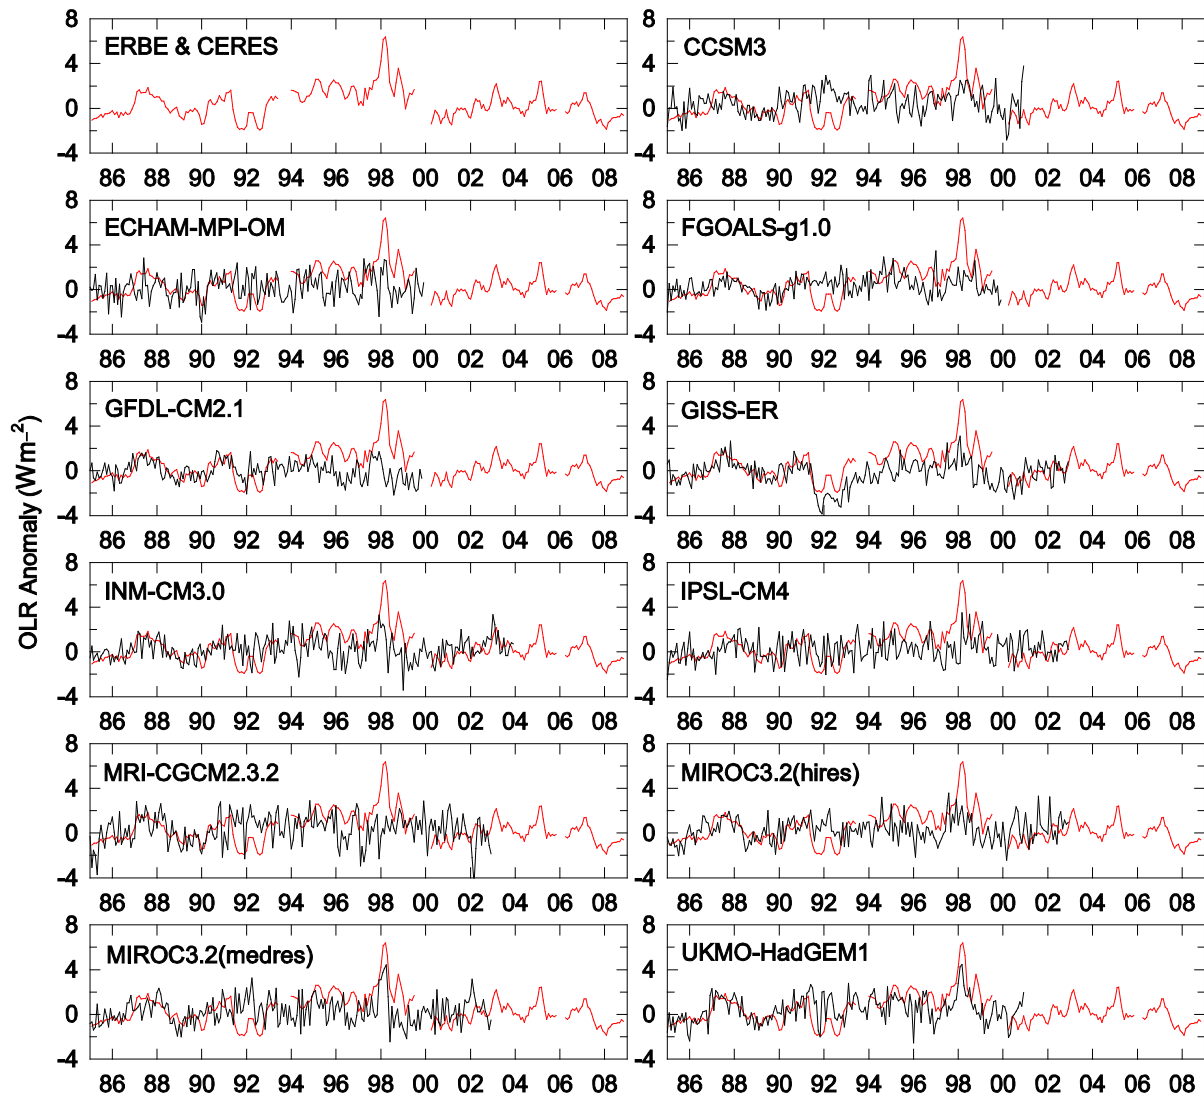 OLR Anomaly (Wm−2)
8
4
0
-4
ERBE & CERES
86 88 90 92 94 96 98 00 02 04 06 08
8
4
0
-4
CCSM3
86 88 90 92 94 96 98 00 02 04 06 08
8
4
0
-4
ECHAM-MPI-OM
86 88 90 92 94 96 98 00 02 04 06 08
8
4
0
-4
FGOALS-g1.0
86 88 90 92 94 96 98 00 02 04 06 08
8
4
0
-4
GFDL-CM2.1
86 88 90 92 94 96 98 00 02 04 06 08
8
4
0
-4
GISS-ER
86 88 90 92 94 96 98 00 02 04 06 08
8
4
0
-4
INM-CM3.0
86 88 90 92 94 96 98 00 02 04 06 08
8
4
0
-4
IPSL-CM4
86 88 90 92 94 96 98 00 02 04 06 08
8
4
0
-4
MRI-CGCM2.3.2
86 88 90 92 94 96 98 00 02 04 06 08
8
4
0
-4
MIROC3.2(hires)
86 88 90 92 94 96 98 00 02 04 06 08
8
4
0
-4
MIROC3.2(medres)
86 88 90 92 94 96 98 00 02 04 06 08
8
4
0
-4
UKMO-HadGEM1
86 88 90 92 94 96 98 00 02 04 06 08